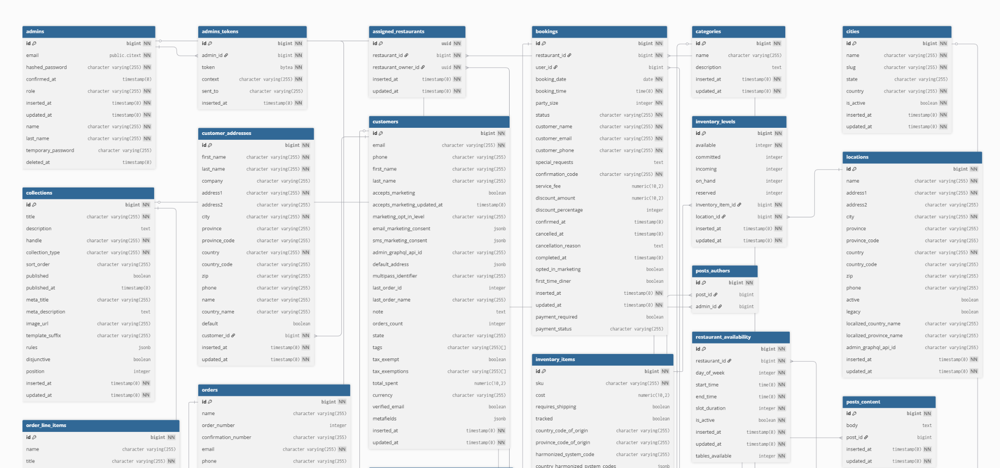 admins
id bigint NN
email public.citext NN
hashed_password character varying(255) NN
confirmed_at timestamp(0)
role character varying(255) NN
inserted_at timestamp(0) NN
updated_at timestamp(0) NN
name character varying(255) NN
last_name character varying(255) NN
temporary_password character varying(255)
deleted_at timestamp(0)
collections
id bigint NN
title character varying(255) NN
description text
handle character varying(255) NN
collection_type character varying(255) NN
sort_order character varying(255)
published boolean
published_at timestamp(0)
meta_title character varying(255)
meta_description text
image_url character varying(255)
template_suffix character varying(255)
rules jsonb
disjunctive boolean
position integer
inserted_at timestamp(0) NN
updated_at timestamp(0) NN
order_line_items
id bigint NN
name character varying(255)
title character varying(255) NN
admins_tokens
id bigint NN
admin_id bigint NN
token bytea NN
context character varying(255) NN
sent_to character varying(255)
inserted_at timestamp(0) NN
customer_addresses
id bigint NN
first_name character varying(255) NN
last_name character varying(255) NN
company character varying(255)
address1 character varying(255) NN
address2 character varying(255)
city character varying(255) NN
province character varying(255)
province_code character varying(255)
country character varying(255) NN
country_code character varying(255)
zip character varying(255)
phone character varying(255)
name character varying(255)
country_name character varying(255)
default boolean
customer_id bigint NN
inserted_at timestamp(0) NN
updated_at timestamp(0) NN
orders
id bigint NN
name character varying(255)
order_number integer
confirmation_number character varying(255)
email character varying(255) NN
phone character varying(255)
assigned_restaurants
id uuid NN
restaurant_id bigint NN
restaurant_owner_id uuid NN
inserted_at timestamp(0) NN
updated_at timestamp(0) NN
customers
id bigint NN
email character varying(255) NN
phone character varying(255)
first_name character varying(255)
last_name character varying(255)
accepts_marketing boolean
accepts_marketing_updated_at timestamp(0)
marketing_opt_in_level character varying(255)
email_marketing_consent jsonb
sms_marketing_consent jsonb
admin_graphql_api_id character varying(255)
default_address jsonb
multipass_identifier character varying(255)
last_order_id integer
last_order_name character varying(255)
note text
orders_count integer
state character varying(255)
tags character varying(255)[]
tax_exempt boolean
tax_exemptions character varying(255)[]
total_spent numeric(10,2)
currency character varying(255)
verified_email boolean
metafields jsonb
inserted_at timestamp(0) NN
updated_at timestamp(0) NN
bookings
id bigint NN
restaurant_id bigint NN
user_id bigint
booking_date date NN
booking_time time(0) NN
party_size integer NN
status character varying(255) NN
customer_name character varying(255) NN
customer_email character varying(255) NN
customer_phone character varying(255) NN
special_requests text
confirmation_code character varying(255) NN
service_fee numeric(10,2)
discount_amount numeric(10,2)
discount_percentage integer
confirmed_at timestamp(0)
cancelled_at timestamp(0)
cancellation_reason text
completed_at timestamp(0)
opted_in_marketing boolean
first_time_diner boolean
inserted_at timestamp(0) NN
updated_at timestamp(0) NN
payment_required boolean
payment_status character varying(255)
inventory_items
id bigint NN
sku character varying(255) NN
cost numeric(10,2)
requires_shipping boolean
tracked boolean
country_code_of_origin character varying(255)
province_code_of_origin character varying(255)
harmonized_system_code character varying(255)
country_harmonized_system_codes jsonb
categories
id bigint NN
name character varying(255)
description text
inserted_at timestamp(0) NN
updated_at timestamp(0) NN
inventory_levels
id bigint NN
available integer NN
committed integer
incoming integer
on_hand integer
reserved integer
inventory_item_id bigint NN
location_id bigint NN
inserted_at timestamp(0) NN
updated_at timestamp(0) NN
posts_authors
id bigint NN
post_id bigint
admin_id bigint
restaurant_availability
id bigint NN
restaurant_id bigint NN
day_of_week integer NN
start_time time(0) NN
end_time time(0) NN
slot_duration integer NN
is_active boolean NN
inserted_at timestamp(0) NN
updated_at timestamp(0) NN
tables_available integer NN
cities
id bigint NN
name character varying(255) NN
slug character varying(255) NN
state character varying(255)
country character varying(255) NN
is_active boolean NN
inserted_at timestamp(0) NN
updated_at timestamp(0) NN
locations
id bigint NN
name character varying(255) NN
address1 character varying(255) NN
address2 character varying(255)
city character varying(255) NN
province character varying(255)
province_code character varying(255)
country character varying(255) NN
country_code character varying(255)
zip character varying(255)
phone character varying(255)
active boolean
legacy boolean
localized_country_name character varying(255)
localized_province_name character varying(255)
admin_graphql_api_id character varying(255)
inserted_at timestamp(0) NN
updated_at timestamp(0) NN
posts_content
id bigint NN
body text
post_id bigint
inserted_at timestamp(0) NN
updated_at timestamp(0) NN